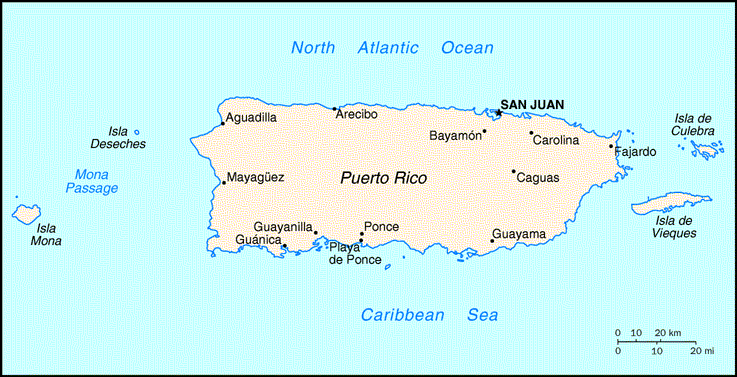 North Atlantic Ocean
SAN JUAN
Aguadilla
Arecibo
Isla de
Culebra
Isla
Deseches
Bayamón
Carolina
Fajardo
Mona
Passage
Mayagüez
Puerto Rico
Caguas
Isla
Mona
Guayanilla
Ponce
Isla de
Vieques
Guánica
Playa
de Ponce
Guayama
Caribbean Sea
0 10 20 km
0 10 20 mi